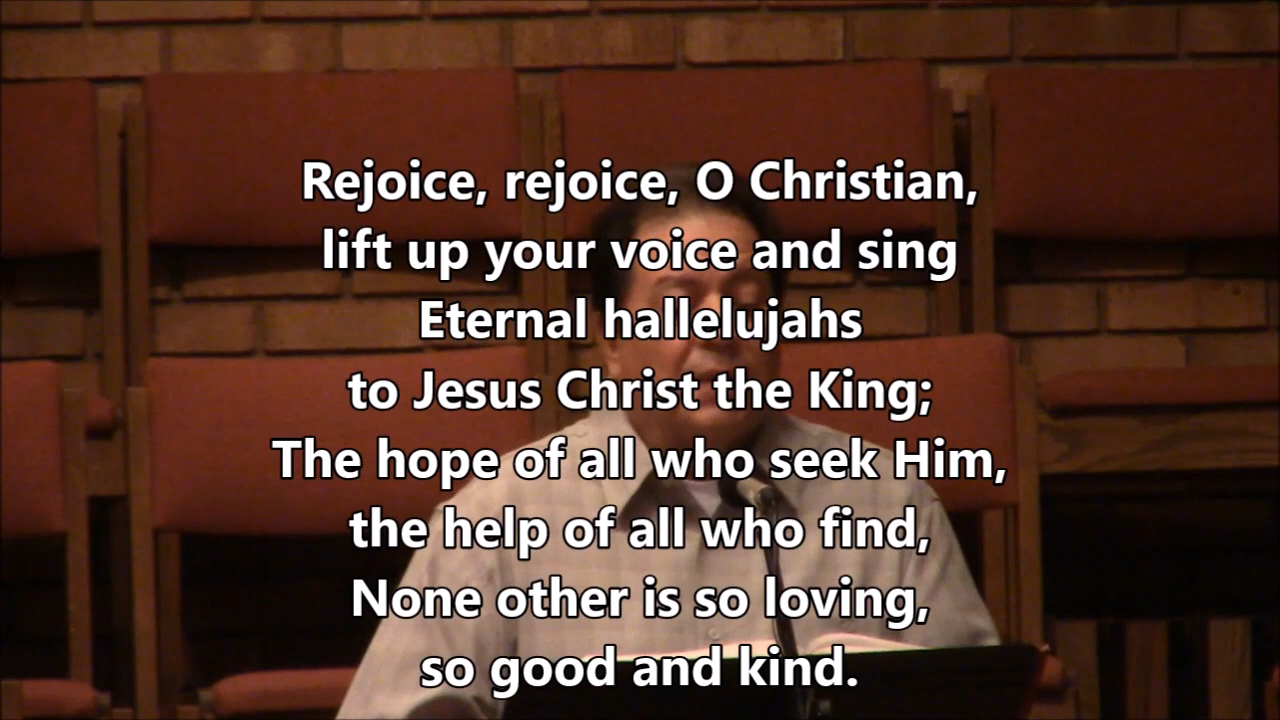 Rejoice, rejoice, O Christian,
lift up your voice and sing
Eternal hallelujahs
to Jesus Christ the King;
The hope of all who seek Him,
the help of all who find,
None other is so loving,
so good and kind.